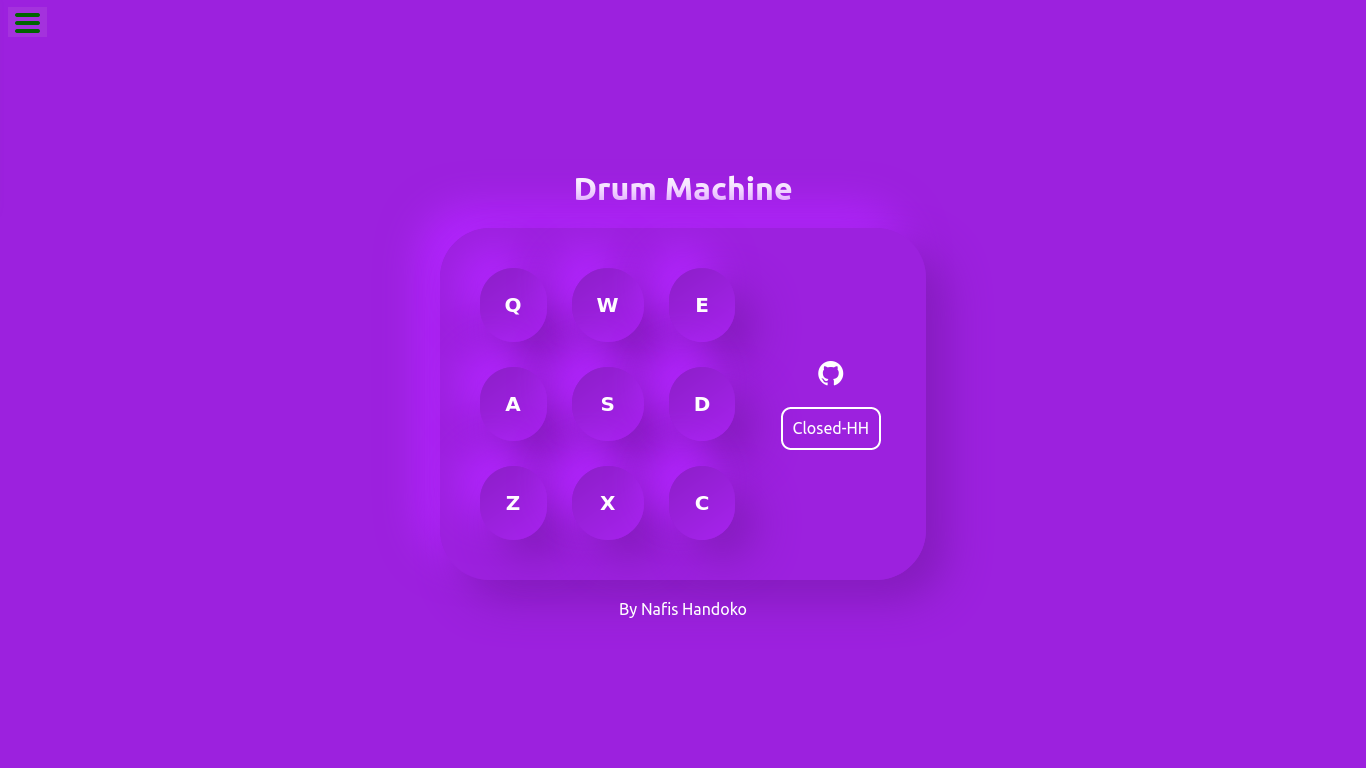 Drum Machine
Q W E
A S D
Closed-HH
Z X C
By Nafis Handoko